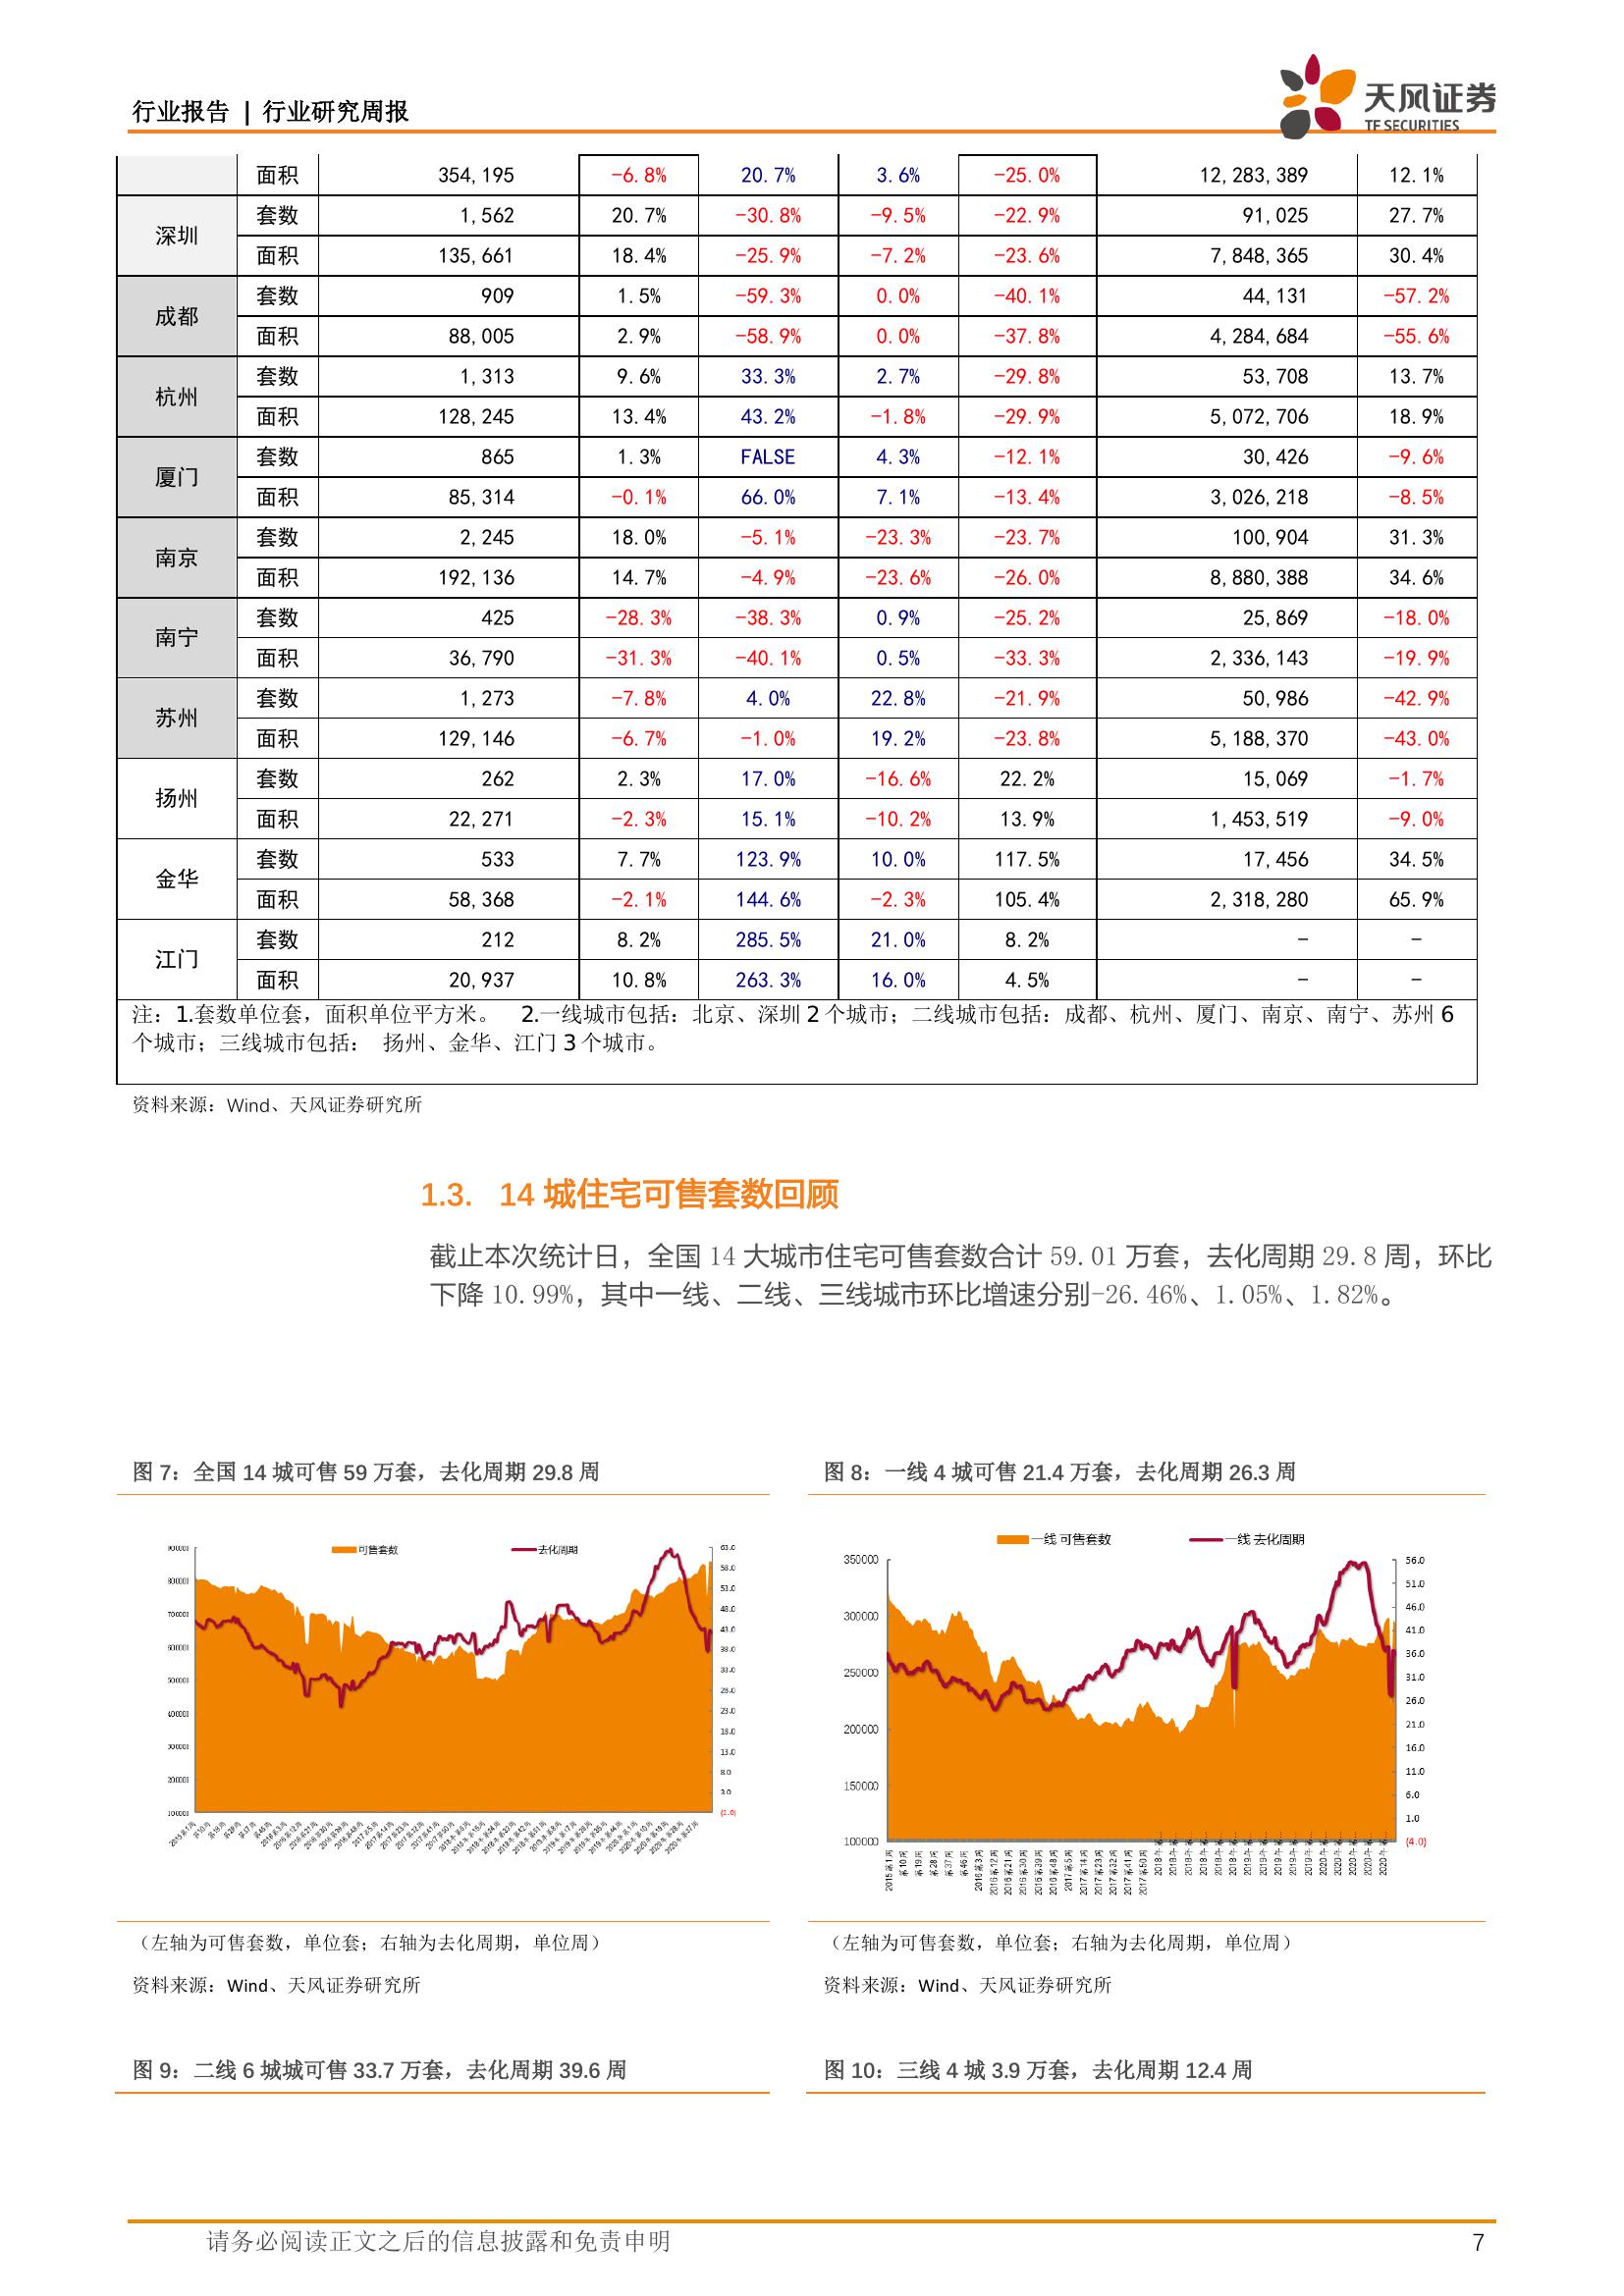 行业报告 | 行业研究周报
天风证券
TF SECURITIES
面积 354,195 -6.8% 20.7% 3.6% -25.0% 12,283,389 12.1%
深圳 套数 1,562 20.7% -30.8% -9.5% -22.9% 91,025 27.7%
面积 135,661 18.4% -25.9% -7.2% -23.6% 7,848,365 30.4%
成都 套数 909 1.5% -59.3% 0.0% -40.1% 44,131 -57.2%
面积 88,005 2.9% -58.9% 0.0% -37.8% 4,284,684 -55.6%
杭州 套数 1,313 9.6% 33.3% 2.7% -29.8% 53,708 13.7%
面积 128,245 13.4% 43.2% -1.8% -29.9% 5,072,706 18.9%
厦门 套数 865 1.3% FALSE 4.3% -12.1% 30,426 -9.6%
面积 85,314 -0.1% 66.0% 7.1% -13.4% 3,026,218 -8.5%
南京 套数 2,245 18.0% -5.1% -23.3% -23.7% 100,904 31.3%
面积 192,136 14.7% -4.9% -23.6% -26.0% 8,880,388 34.6%
南宁 套数 425 -28.3% -38.3% 0.9% -25.2% 25,869 -18.0%
面积 36,790 -31.3% -40.1% 0.5% -33.3% 2,336,143 -19.9%
苏州 套数 1,273 -7.8% 4.0% 22.8% -21.9% 50,986 -42.9%
面积 129,146 -6.7% -1.0% 19.2% -23.8% 5,188,370 -43.0%
扬州 套数 262 2.3% 17.0% -16.6% 22.2% 15,069 -1.7%
面积 22,271 -2.3% 15.1% -10.2% 13.9% 1,453,519 -9.0%
金华 套数 533 7.7% 123.9% 10.0% 117.5% 17,456 34.5%
面积 58,368 -2.1% 144.6% -2.3% 105.4% 2,318,280 65.9%
江门 套数 212 8.2% 285.5% 21.0% 8.2% - -
面积 20,937 10.8% 263.3% 16.0% 4.5% - -
注：1.套数单位套，面积单位平方米。 2.一线城市包括：北京、深圳 2 个城市；二线城市包括：成都、杭州、厦门、南京、南宁、苏州 6
个城市；三线城市包括： 扬州、金华、江门 3 个城市。
资料来源：Wind、天风证券研究所
1.3. 14 城住宅可售套数回顾
截止本次统计日，全国 14 大城市住宅可售套数合计 59.01 万套，去化周期 29.8 周，环比
下降 10.99%，其中一线、二线、三线城市环比增速分别-26.46%、1.05%、1.82%。
图 7：全国 14 城可售 59 万套，去化周期 29.8 周
可售套数 去化周期
图 8：一线 4 城可售 21.4 万套，去化周期 26.3 周
一线 可售套数 一线 去化周期
350000
300000
250000
200000
150000
100000
56.0
51.0
46.0
41.0
36.0
31.0
26.0
21.0
16.0
11.0
6.0
1.0
(4.0)
（左轴为可售套数，单位套；右轴为去化周期，单位周）
资料来源：Wind、天风证券研究所
（左轴为可售套数，单位套；右轴为去化周期，单位周）
资料来源：Wind、天风证券研究所
图 9：二线 6 城城可售 33.7 万套，去化周期 39.6 周
图 10：三线 4 城 3.9 万套，去化周期 12.4 周
请务必阅读正文之后的信息披露和免责申明
7